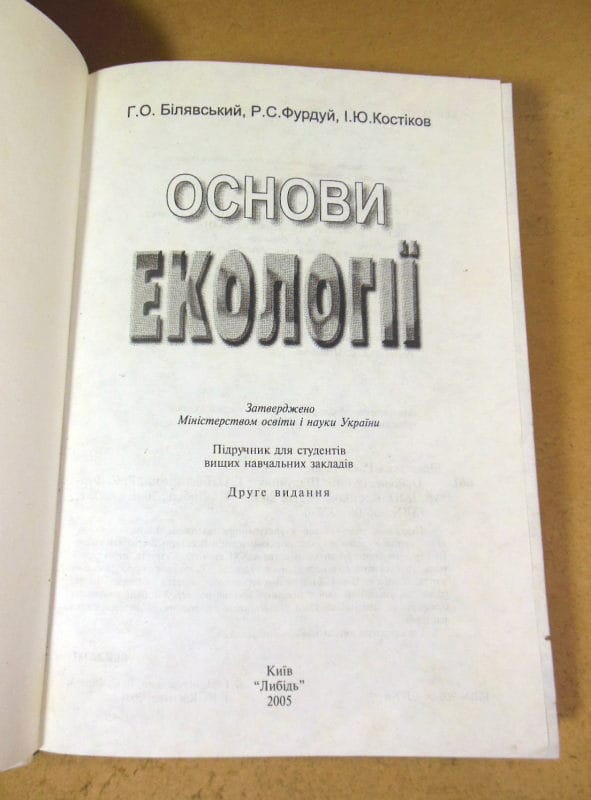 Г.О. Білявський, Р.С.Фурдуй, І.Ю.Костіков
ОСНОВИ
ЕКОЛОГІЇ
Затверджено
Міністерством освіти і науки України
Підручник для студентів
вищих навчальних закладів
Друге видання
Київ
"Либідь"
2005